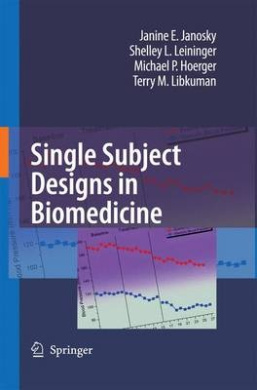 Janine E. Janosky
Shelley L. Leininger
Michael P. Hoerger
Terry M. Libkuman
Single Subject
Designs in
Biomedicine
Springer